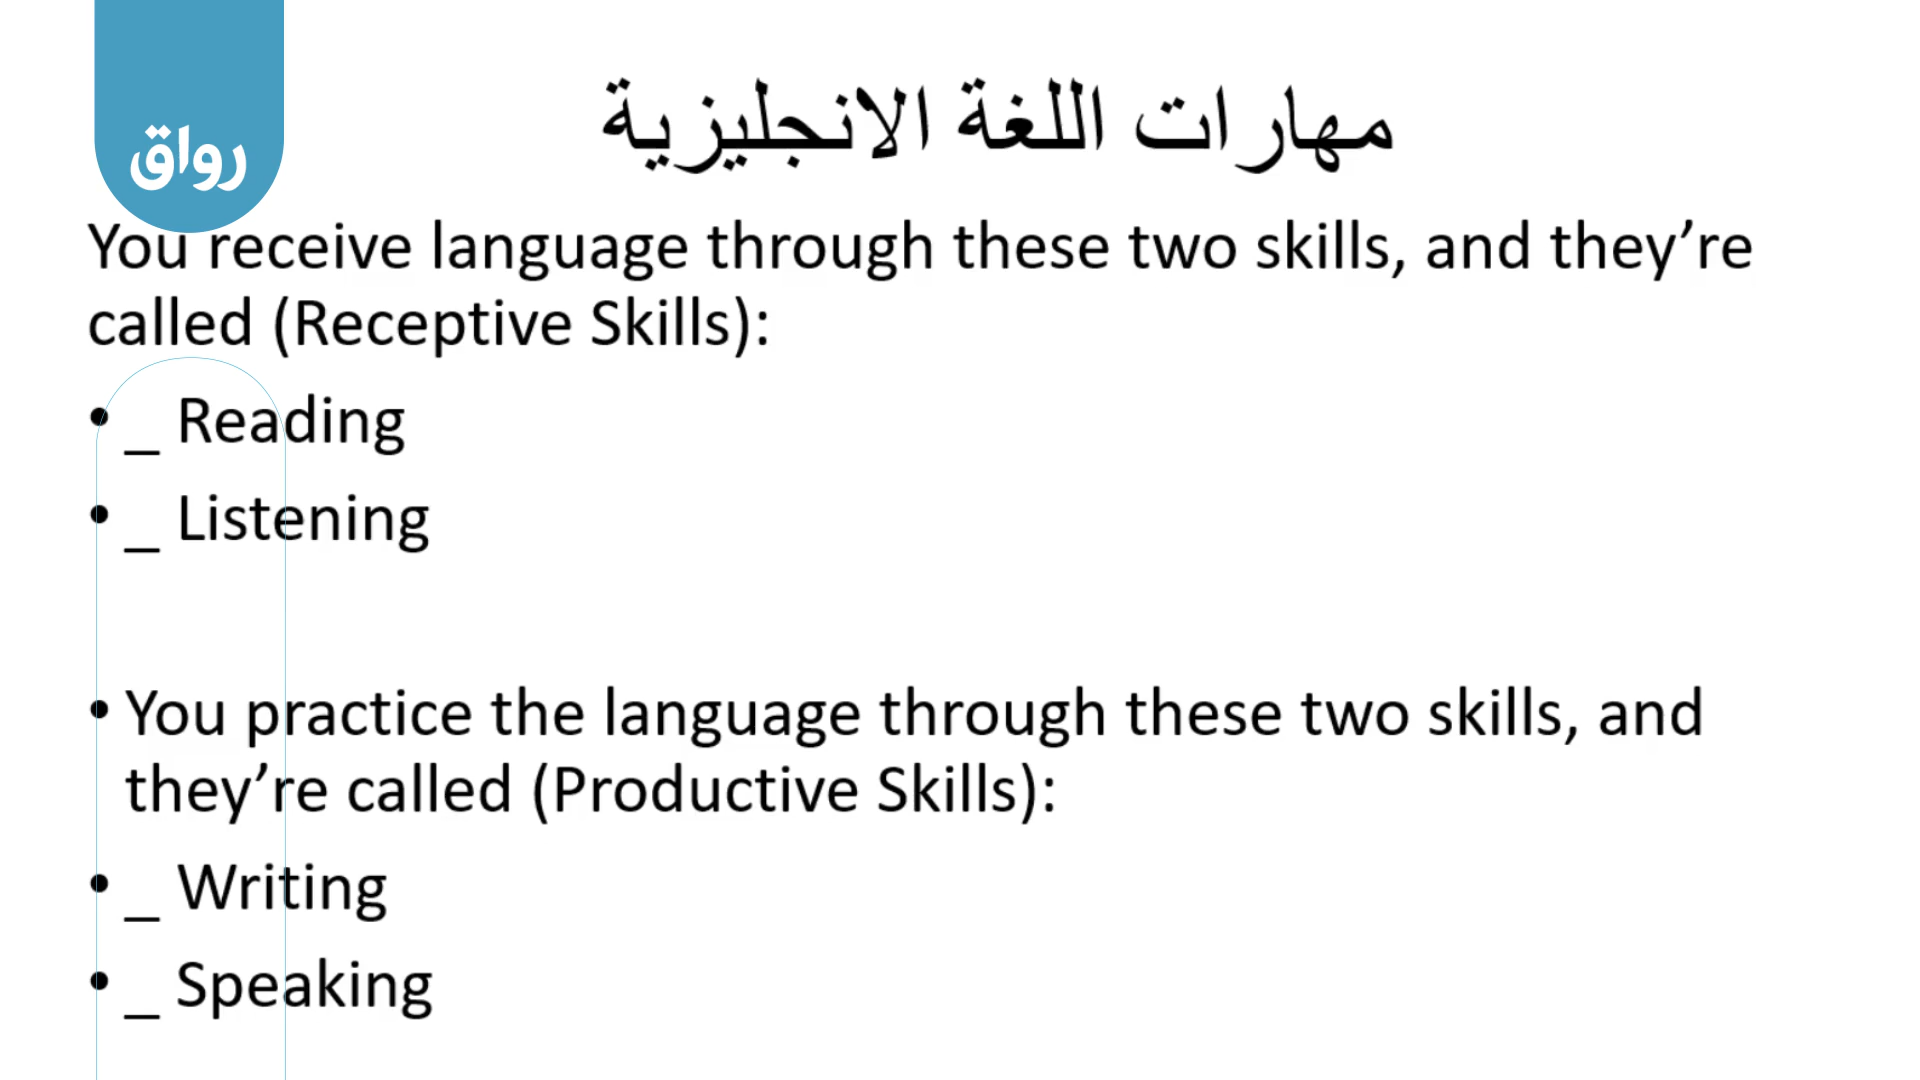 رواق
مهارات اللغة الانجليزية
You receive language through these two skills, and they’re
called (Receptive Skills):
• _ Reading
• _ Listening
• You practice the language through these two skills, and
they’re called (Productive Skills):
• _ Writing
• _ Speaking